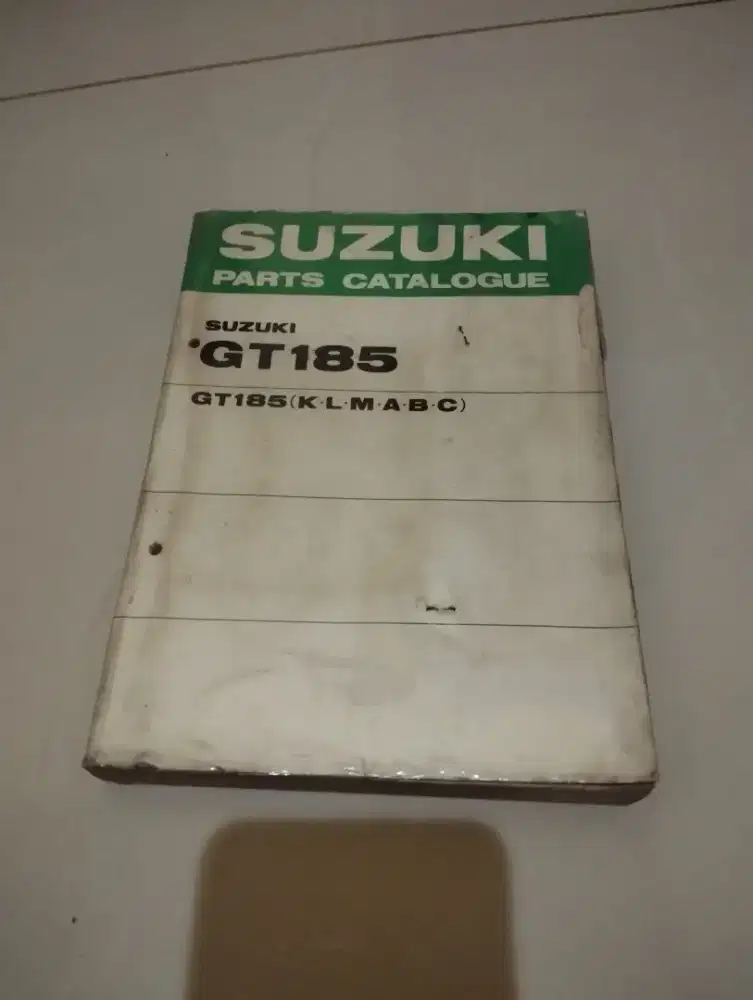 SUZUKI
PARTS CATALOGUE
SUZUKI
GT185
GT185(K·L·M·A·B·C)